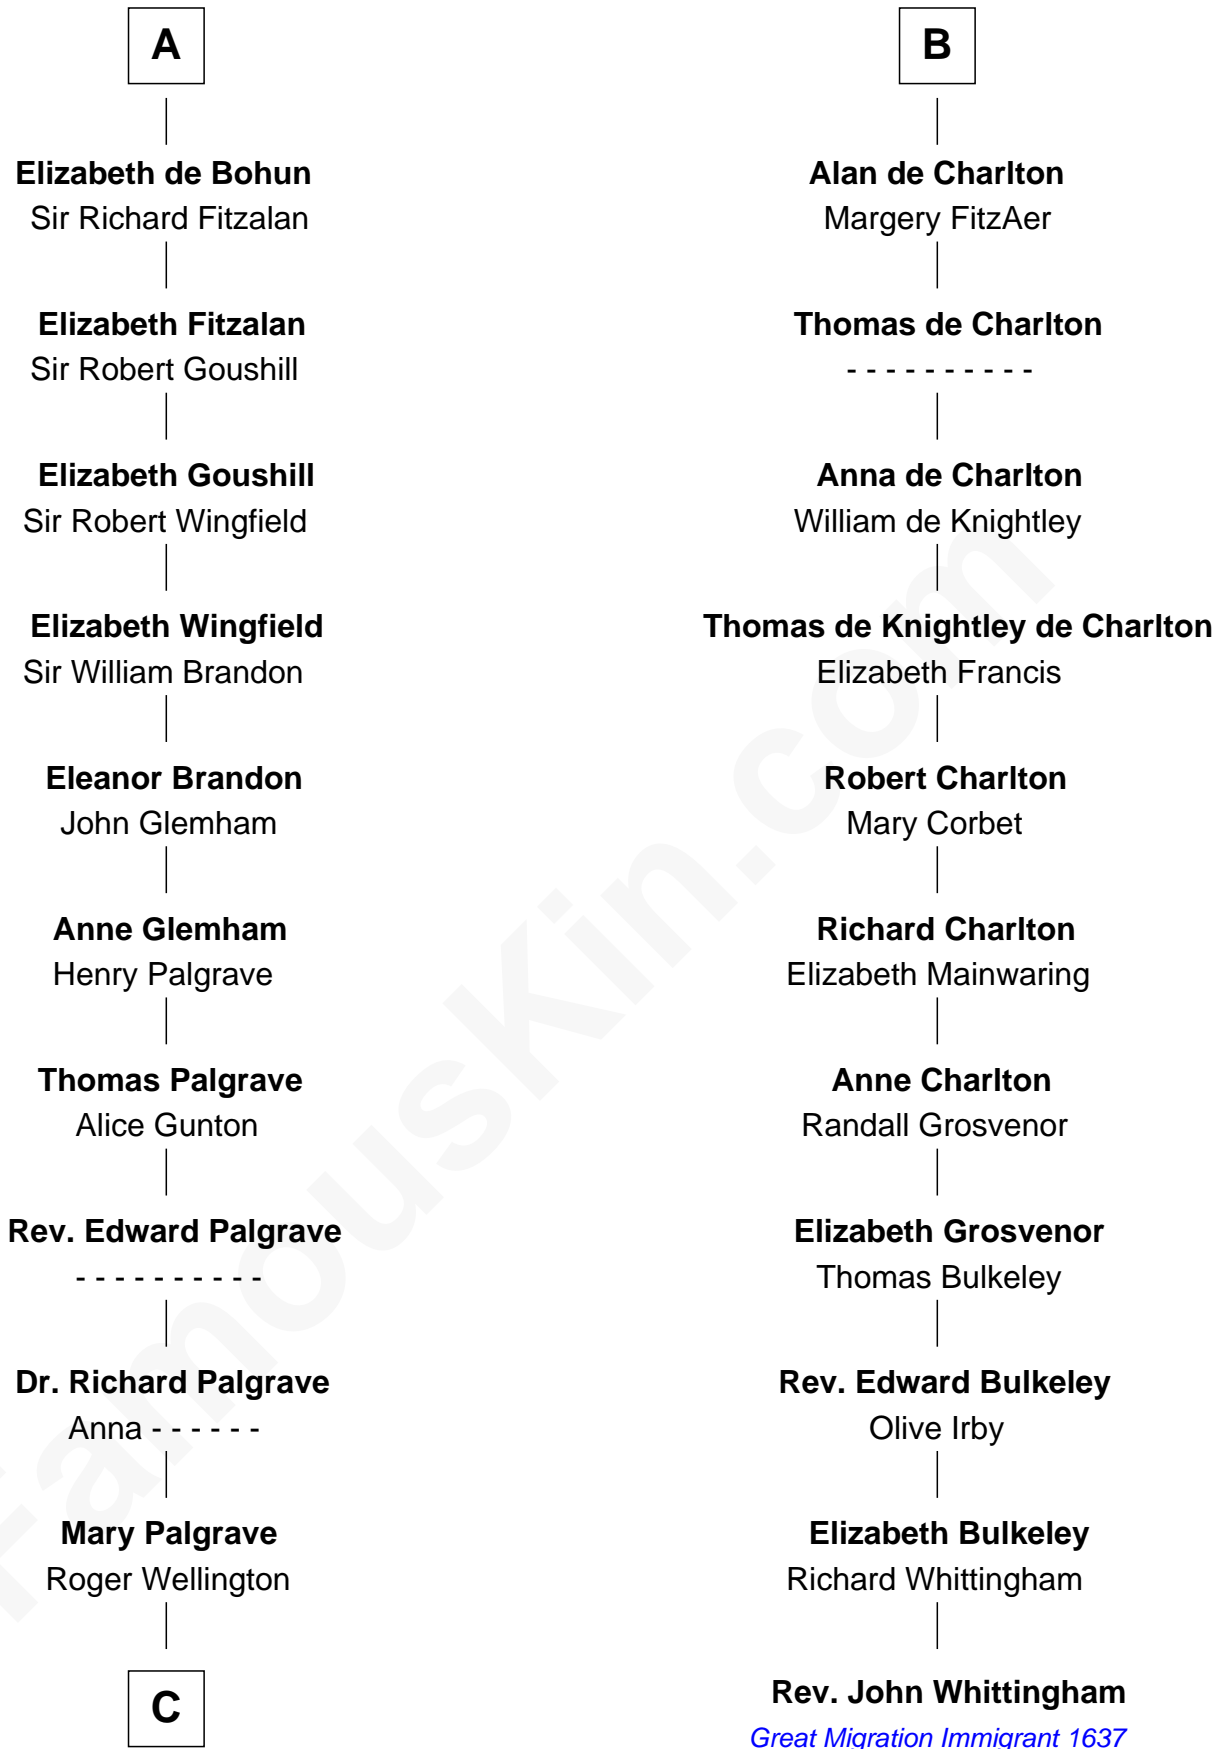 A
Elizabeth de Bohun
Sir Richard Fitzalan
Elizabeth Fitzalan
Sir Robert Goushill
Elizabeth Goushill
Sir Robert Wingfield
Elizabeth Wingfield
Sir William Brandon
Eleanor Brandon
John Glemham
Anne Glemham
Henry Palgrave
Thomas Palgrave
Alice Gunton
Rev. Edward Palgrave
- - - - - - - - - -
Dr. Richard Palgrave
Anna - - - - - -
Mary Palgrave
Roger Wellington
C
B
Alan de Charlton
Margery FitzAer
Thomas de Charlton
- - - - - - - - - -
Anna de Charlton
William de Knightley
Thomas de Knightley de Charlton
Elizabeth Francis
Robert Charlton
Mary Corbet
Richard Charlton
Elizabeth Mainwaring
Anne Charlton
Randall Grosvenor
Elizabeth Grosvenor
Thomas Bulkeley
Rev. Edward Bulkeley
Olive Irby
Elizabeth Bulkeley
Richard Whittingham
Rev. John Whittingham
Great Migration Immigrant 1637
FamousKin.com